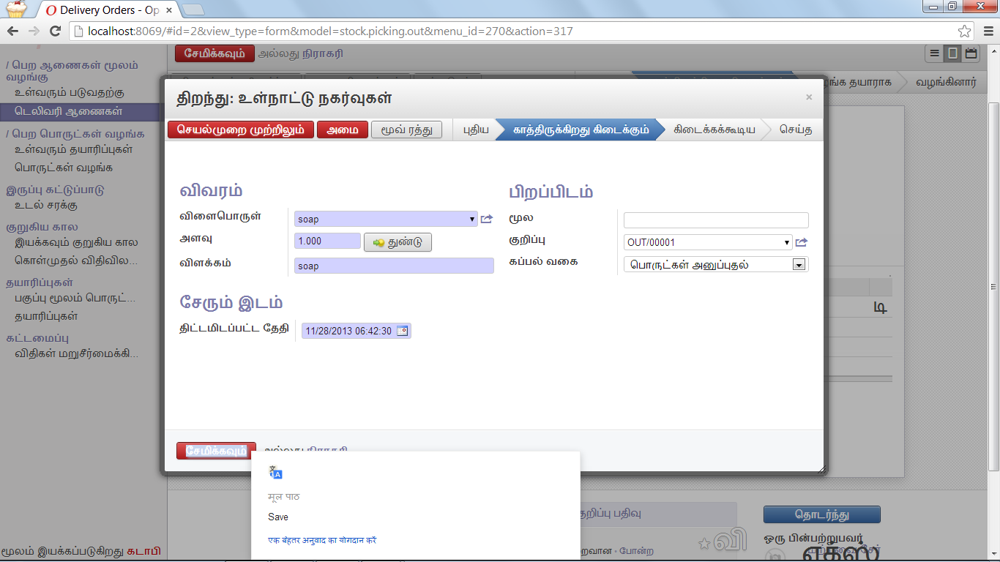 Delivery Orders - Op
localhost:8069/#id=2&view_type=form&model=stock.picking.out&menu_id=270&action=317
சேமிக்கவும் அல்லது நிராகரி
/ பெற ஆணைகள் மூலம்
வழங்கு
உள்வரும் படுவதற்கு
டெலிவரி ஆணைகள்
/ பெற பொருட்கள் வழங்க
உள்வரும் தயாரிப்புகள்
பொருட்கள் வழங்க
இருப்பு கட்டுப்பாடு
உடல் சரக்கு
குறுகிய கால
இயக்கவும் குறுகிய கால
கொள்முதல் விதிவில...
தயாரிப்புகள்
பகுப்பு மூலம் பொருட்...
தயாரிப்புகள்
கட்டமைப்பு
விதிகள் மறுசீர்மைக்கி...
மூலம் இயக்கப்படுகிறது கடாபி
தயாராக வழங்கினார்
திறந்து: உள்நாட்டு நகர்வுகள்
×
செயல்முறை முற்றிலும் அமை மூவ் ரத்து புதிய காத்திருக்கிறது கிடைக்கும் கிடைக்கக்கூடிய செய்த
விவரம்
விளைபொருள் soap
அளவு 1.000 துண்டு
விளக்கம் soap
பிறப்பிடம்
மூல
குறிப்பு OUT/00001
கப்பல் வகை பொருட்கள் அனுப்புதல்
சேரும் இடம்
திட்டமிடப்பட்ட தேதி 11/28/2013 06:42:30
டி
சேமிக்கவும் அல்லது நிராகரி
मूल पाठ
Save
एक बेहतर अनुवाद का योगदान करें
குறிப்பு பதிவு
தொடர்ந்து
வி
ஒரு பின்பற்றுபவர்
போன்ற
எகஸ்